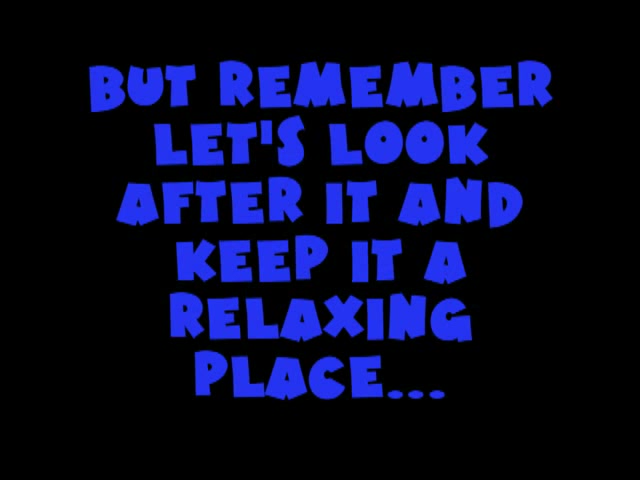 BUT REMEMBER
LET'S LOOK
AFTER IT AND
KEEP IT A
RELAXING
PLACE...